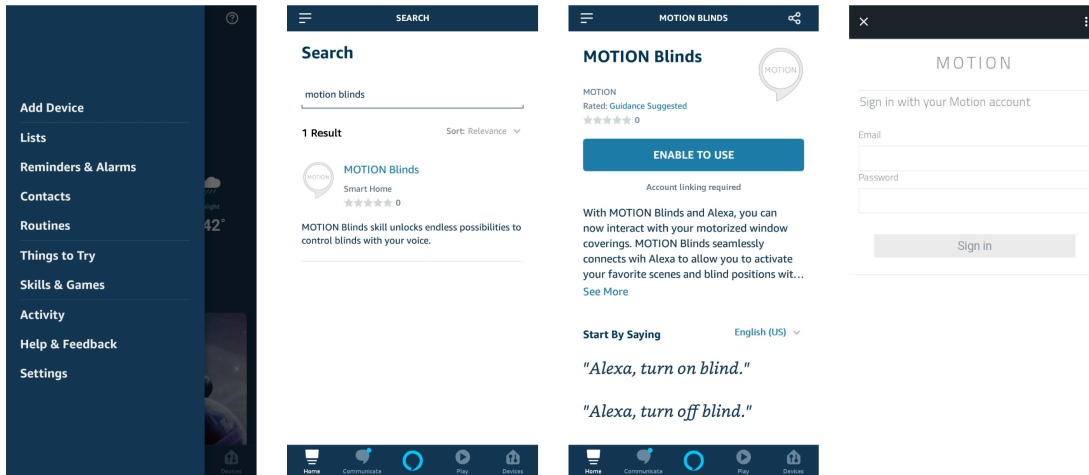 Add Device
Lists
Reminders & Alarms
Contacts
Routines
Things to Try
Skills & Games
Activity
Help & Feedback
Settings
42°
Devices
SEARCH
Search
motion blinds
1 Result
Sort: Relevance
MOTION
MOTION Blinds
Smart Home
0
MOTION Blinds skill unlocks endless possibilities to
control blinds with your voice.
Home Communicate Play Devices
MOTION BLINDS
MOTION Blinds
MOTION
MOTION
Rated: Guidance Suggested
0
ENABLE TO USE
Account linking required
With MOTION Blinds and Alexa, you can
now interact with your motorized window
coverings. MOTION Blinds seamlessly
connects wih Alexa to allow you to activate
your favorite scenes and blind positions wit...
See More
Start By Saying
English (US)
"Alexa, turn on blind."
"Alexa, turn off blind."
Home Communicate Play Devices
MOTION
Sign in with your Motion account
Email
Password
Sign in